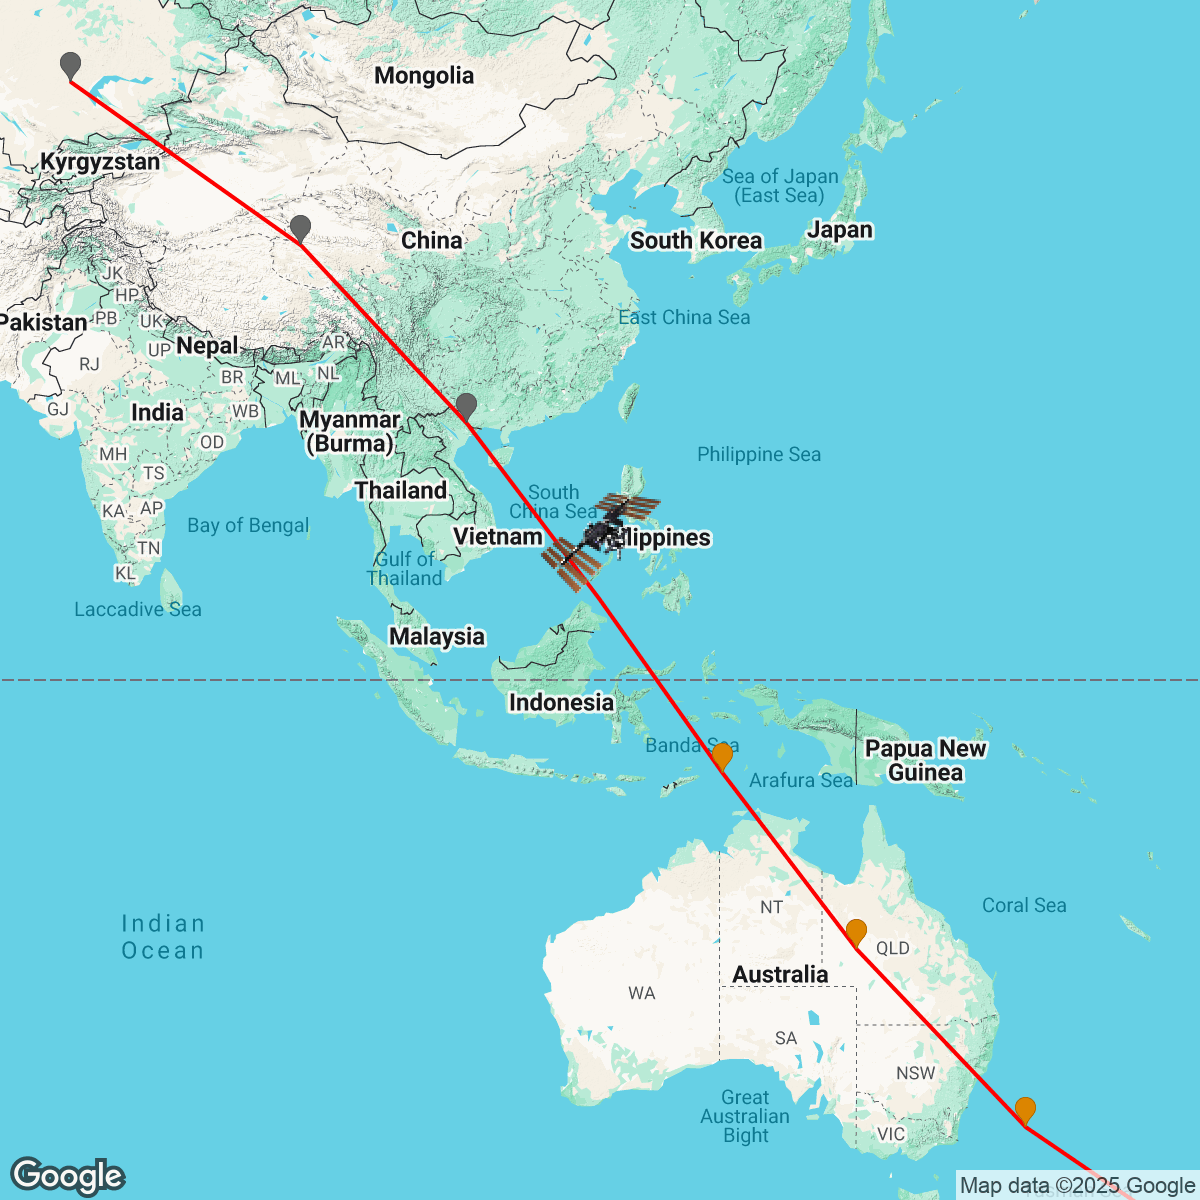 Mongolia
Kyrgyzstan
Sea of Japan
(East Sea)
Japan
South Korea
China
JK
HP
PB
UK
Pakistan
East China Sea
UP
Nepal
AR
RJ
BR
ML
NL
GJ
India
WB
Myanmar
(Burma)
OD
MH
TS
Philippine Sea
Thailand
South
China Sea
KA
AP
Bay of Bengal
Vietnam
lippines
TN
KL
Gulf of
Thailand
Laccadive Sea
Malaysia
Indonesia
Banda Sea
Papua New
Guinea
Arafura Sea
NT
Coral Sea
Indian
Ocean
QLD
Australia
WA
SA
NSW
Great
Australian
Bight
VIC
Google
Map data ©2025 Google